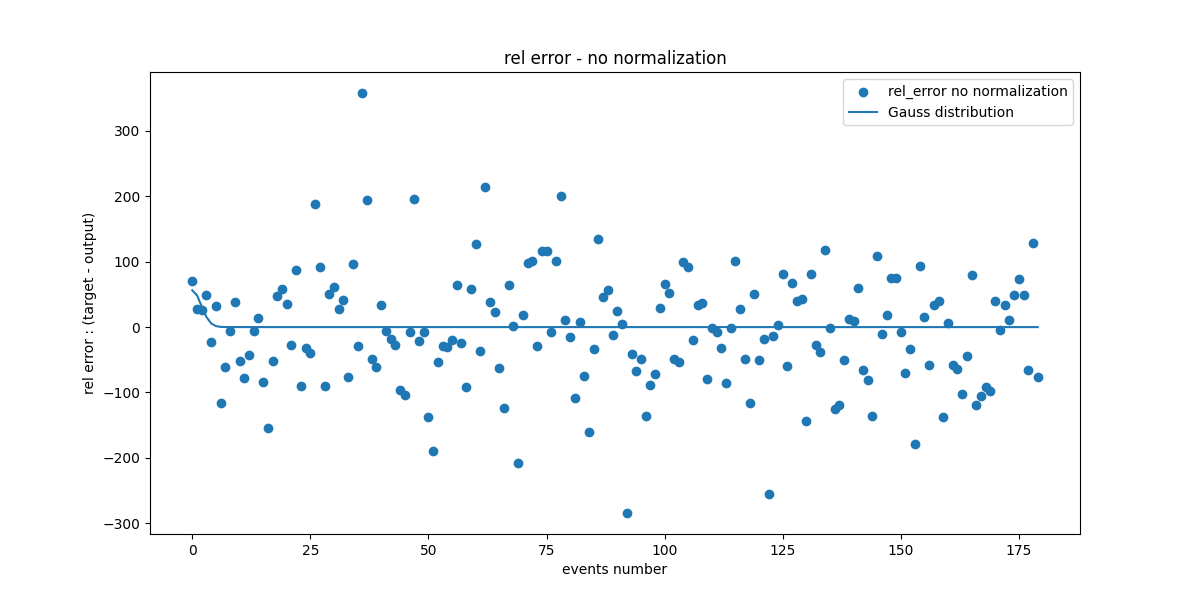 rel error - no normalization
rel_error no normalization
Gauss distribution
rel error : (target - output)
300
200
100
0
−100
−200
−300
0 25 50 75 100 125 150 175
events number